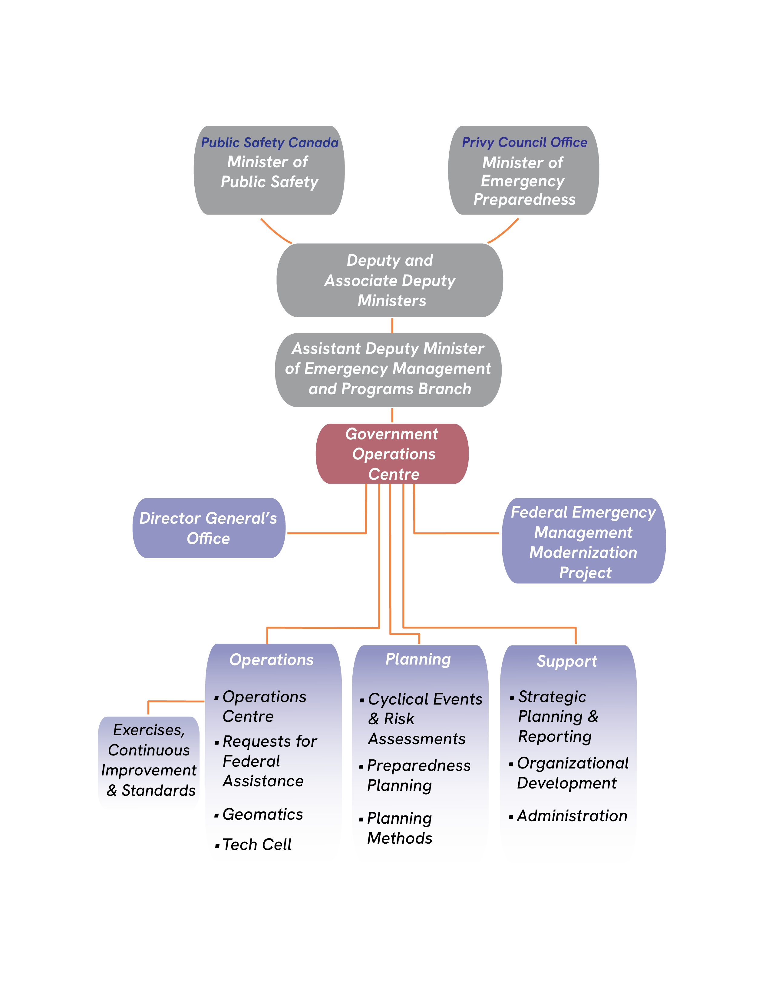 Public Safety Canada
Minister of
Public Safety
Privy Council Office
Minister of
Emergency
Preparedness
Deputy and
Associate Deputy
Ministers
Assistant Deputy Minister
of Emergency Management
and Programs Branch
Government
Operations
Centre
Director General’s
Office
Federal Emergency
Management
Modernization
Project
Operations
▪ Operations
Centre
▪ Requests for
Federal
Assistance
▪ Geomatics
▪ Tech Cell
Exercises,
Continuous
Improvement
& Standards
Planning
▪ Cyclical Events
& Risk
Assessments
▪ Preparedness
Planning
▪ Planning
Methods
Support
▪ Strategic
Planning &
Reporting
▪ Organizational
Development
▪ Administration